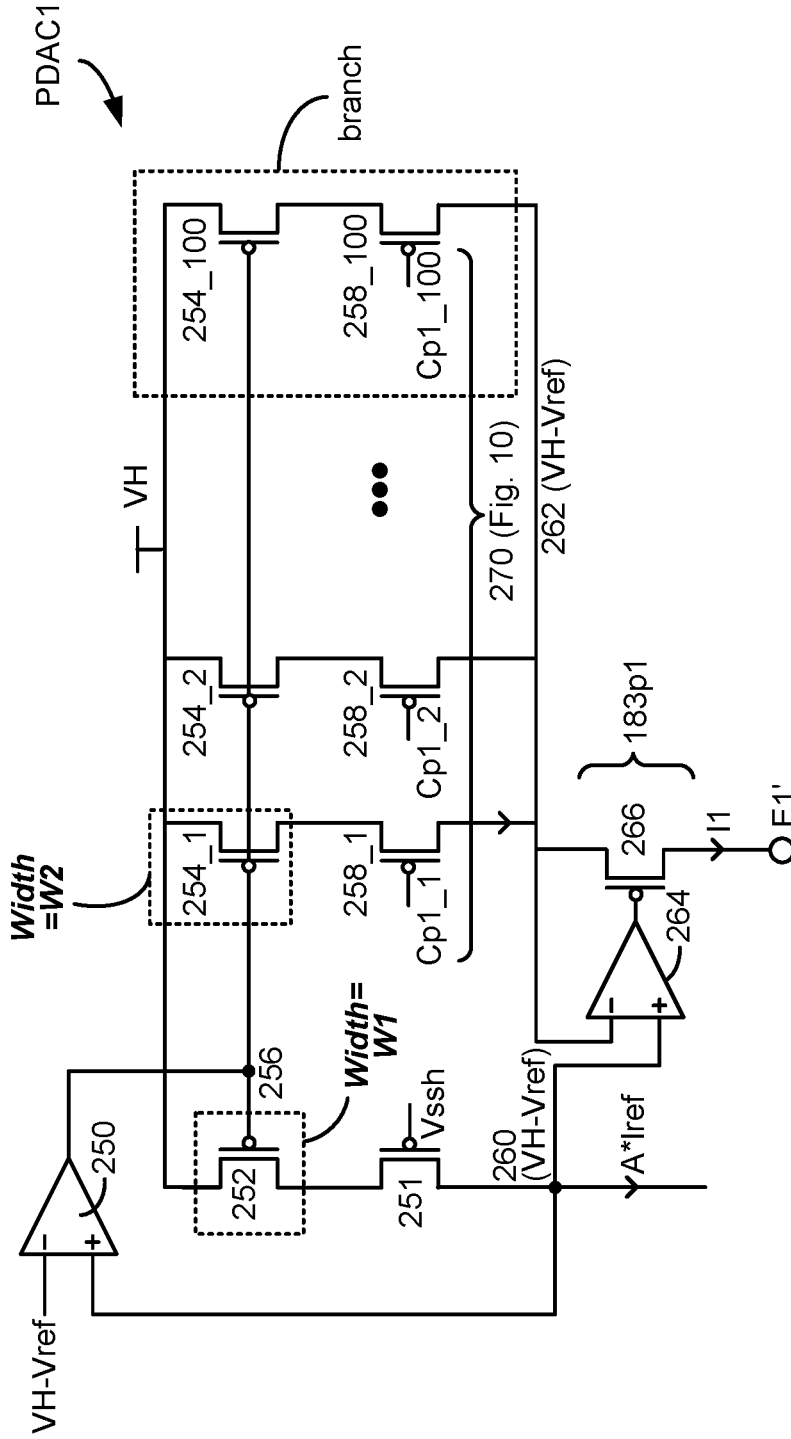 PDAC1
VH
branch
Width
=W2
Width=
W1
VH-Vref
250
–
+
256
252
251
Vssh
254_1
254_2
254_100
258_1
258_2
258_100
Cp1_1
Cp1_2
Cp1_100
270 (Fig. 10)
260
(VH-Vref)
262 (VH-Vref)
A*Iref
–
+
264
266
183p1
I1
E1'